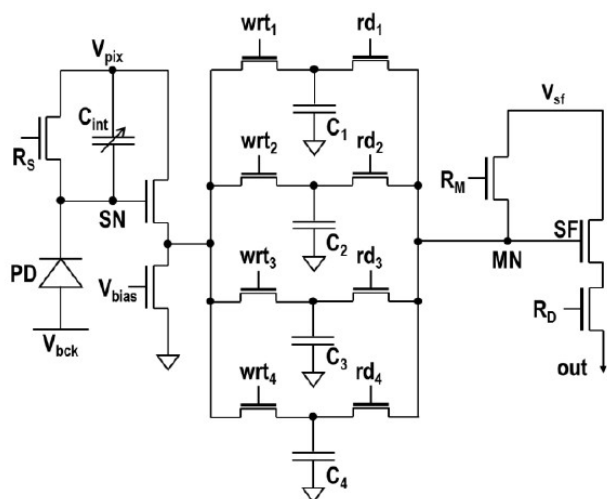 wrt₁ rd₁
Vpix
Vsf
Cint
C₁
wrt₂ rd₂
RS
RM
SN
SF
C₂
MN
wrt₃ rd₃
PD
Vbias
RD
Vbck
C₃
out
wrt₄ rd₄
C₄